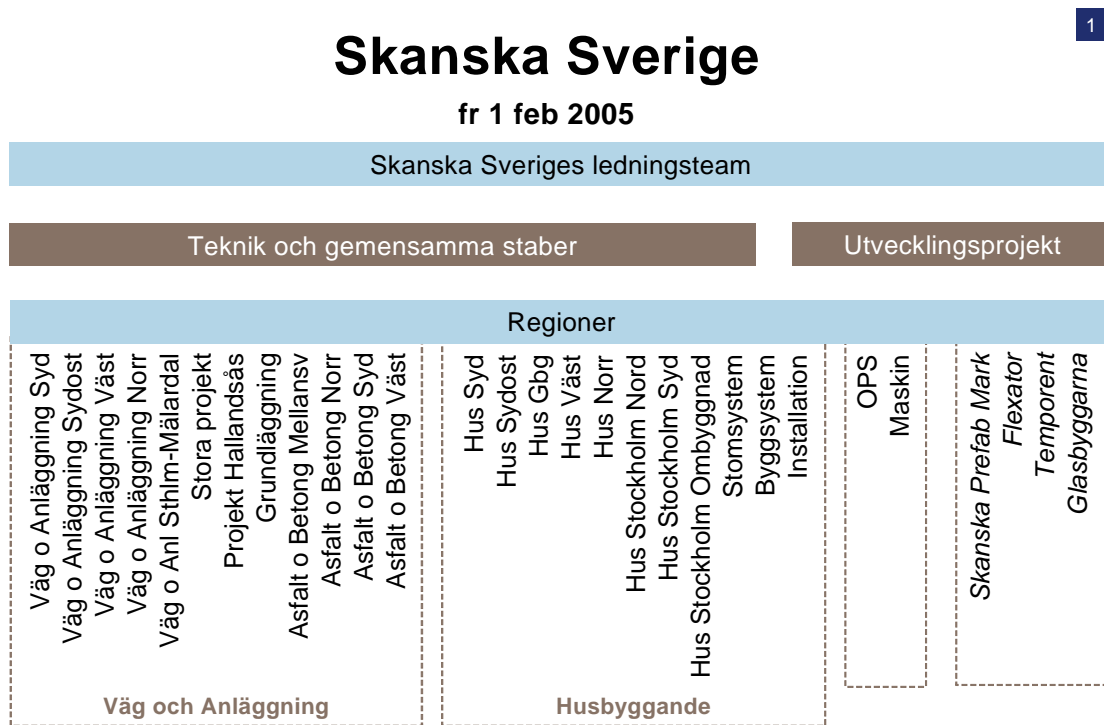 1
Skanska Sverige
fr 1 feb 2005
Skanska Sveriges ledningsteam
Teknik och gemensamma staber
Utvecklingsprojekt
Regioner
Väg o Anläggning Syd
Väg o Anläggning Sydost
Väg o Anläggning Väst
Väg o Anläggning Norr
Väg o Anl Sthlm-Mälardal
Stora projekt
Projekt Hallandsås
Grundläggning
Asfalt o Betong Mellansv
Asfalt o Betong Norr
Asfalt o Betong Syd
Asfalt o Betong Väst
Väg och Anläggning
Hus Syd
Hus Sydost
Hus Gbg
Hus Väst
Hus Norr
Hus Stockholm Nord
Hus Stockholm Syd
Hus Stockholm Ombyggnad
Stomsystem
Byggsystem
Installation
Husbyggande
OPS
Maskin
Skanska Prefab Mark
Flexator
Temporent
Glasbyggarna